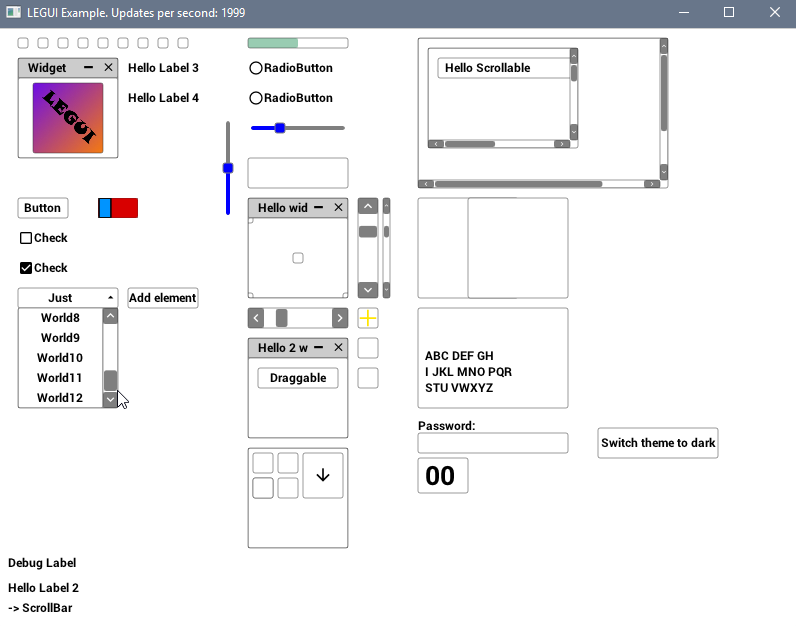 LEGUI Example. Updates per second: 1999
Widget
Hello Label 3
Hello Label 4
LEGUI
RadioButton
RadioButton
Hello Scrollable
Button
Check
Check
Just
Add element
World8
World9
World10
World11
World12
Hello wid
Hello 2 w
Draggable
ABC DEF GH
I JKL MNO PQR
STU VWXYZ
Password:
00
Switch theme to dark
Debug Label
Hello Label 2
-> ScrollBar